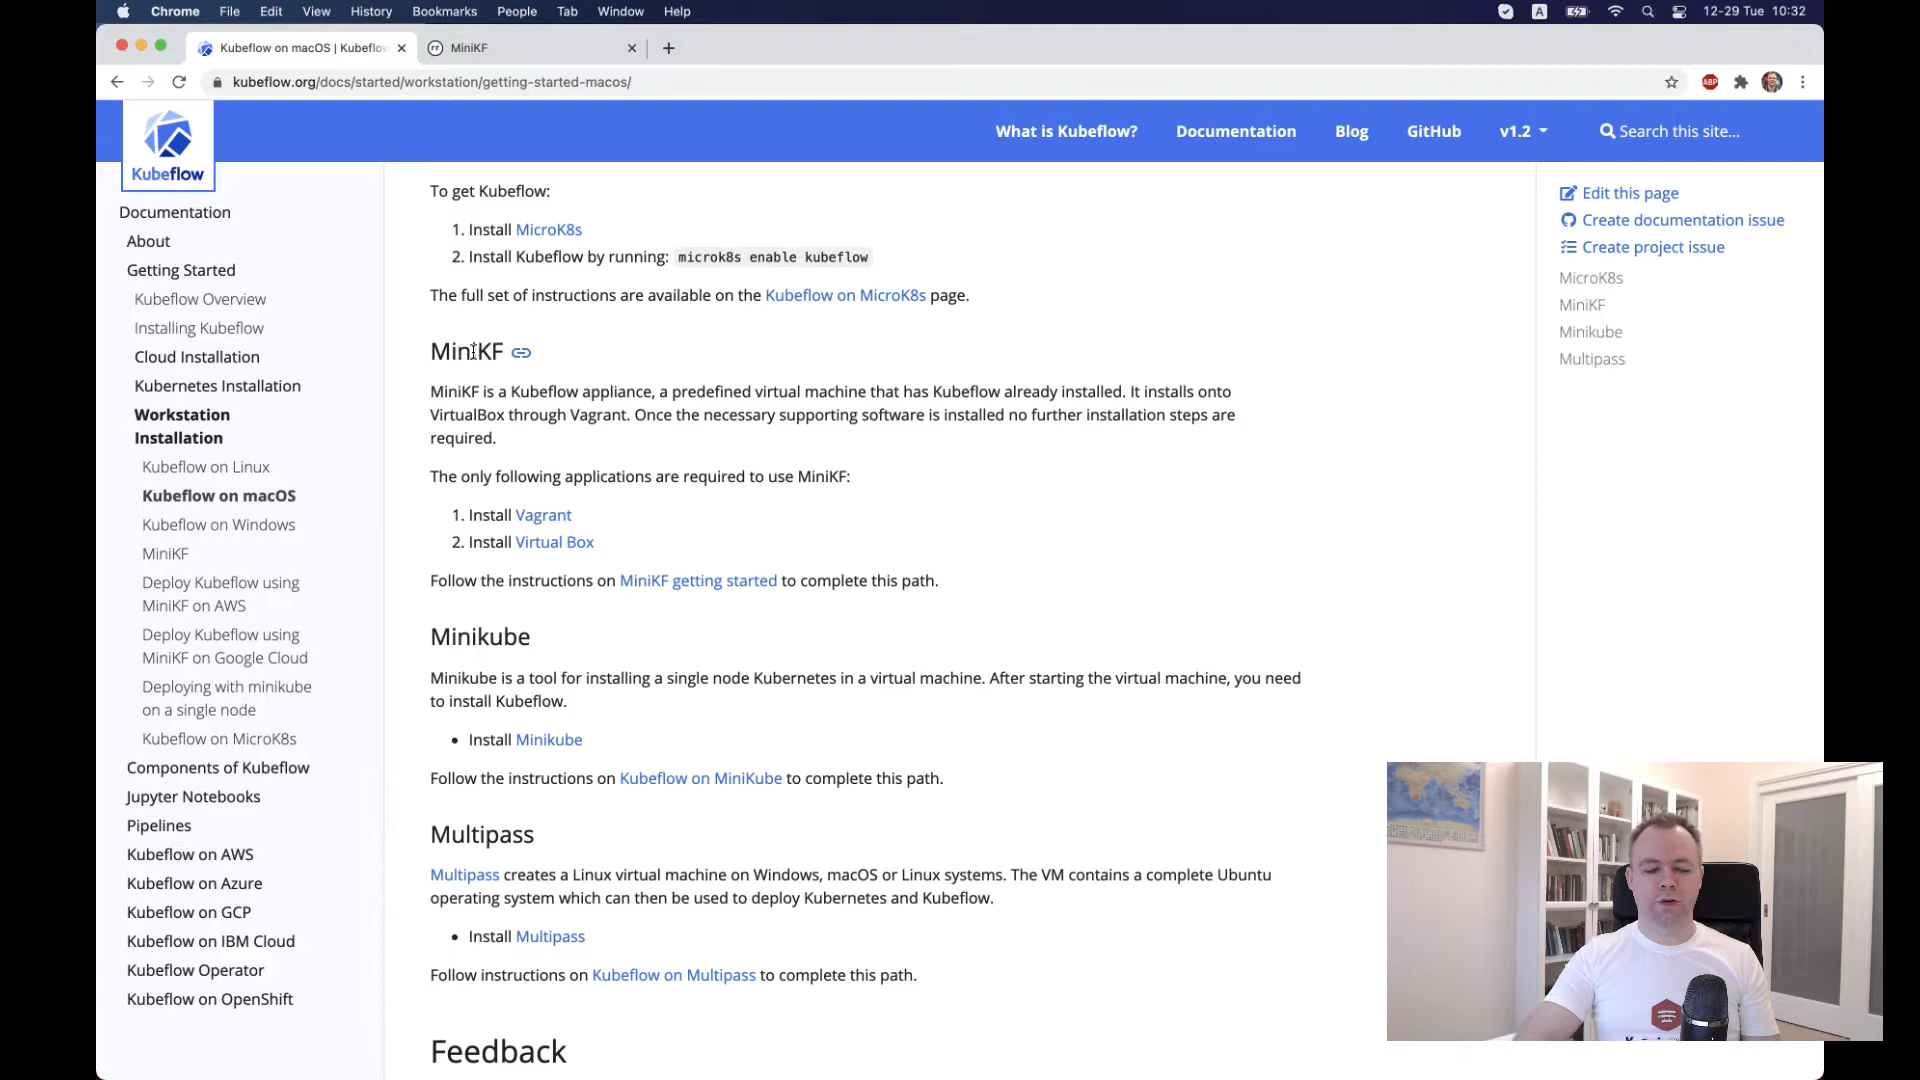 Chrome File Edit View History Bookmarks People Tab Window Help
A 12-29 Tue 10:32
Kubeflow on macOS | Kubeflow
MiniKF
kubeflow.org/docs/started/workstation/getting-started-macos/
ABP
Kubeflow
What is Kubeflow? Documentation Blog GitHub v1.2 Search this site...
Documentation
About
Getting Started
Kubeflow Overview
Installing Kubeflow
Cloud Installation
Kubernetes Installation
Workstation
Installation
Kubeflow on Linux
Kubeflow on macOS
Kubeflow on Windows
MiniKF
Deploy Kubeflow using
MiniKF on AWS
Deploy Kubeflow using
MiniKF on Google Cloud
Deploying with minikube
on a single node
Kubeflow on MicroK8s
Components of Kubeflow
Jupyter Notebooks
Pipelines
Kubeflow on AWS
Kubeflow on Azure
Kubeflow on GCP
Kubeflow on IBM Cloud
Kubeflow Operator
Kubeflow on OpenShift
To get Kubeflow:
1. Install MicroK8s
2. Install Kubeflow by running: microk8s enable kubeflow
The full set of instructions are available on the Kubeflow on MicroK8s page.
MiniKF
MiniKF is a Kubeflow appliance, a predefined virtual machine that has Kubeflow already installed. It installs onto
VirtualBox through Vagrant. Once the necessary supporting software is installed no further installation steps are
required.
The only following applications are required to use MiniKF:
1. Install Vagrant
2. Install Virtual Box
Follow the instructions on MiniKF getting started to complete this path.
Minikube
Minikube is a tool for installing a single node Kubernetes in a virtual machine. After starting the virtual machine, you need
to install Kubeflow.
• Install Minikube
Follow the instructions on Kubeflow on MiniKube to complete this path.
Multipass
Multipass creates a Linux virtual machine on Windows, macOS or Linux systems. The VM contains a complete Ubuntu
operating system which can then be used to deploy Kubernetes and Kubeflow.
• Install Multipass
Follow instructions on Kubeflow on Multipass to complete this path.
Feedback
Edit this page
Create documentation issue
Create project issue
MicroK8s
MiniKF
Minikube
Multipass